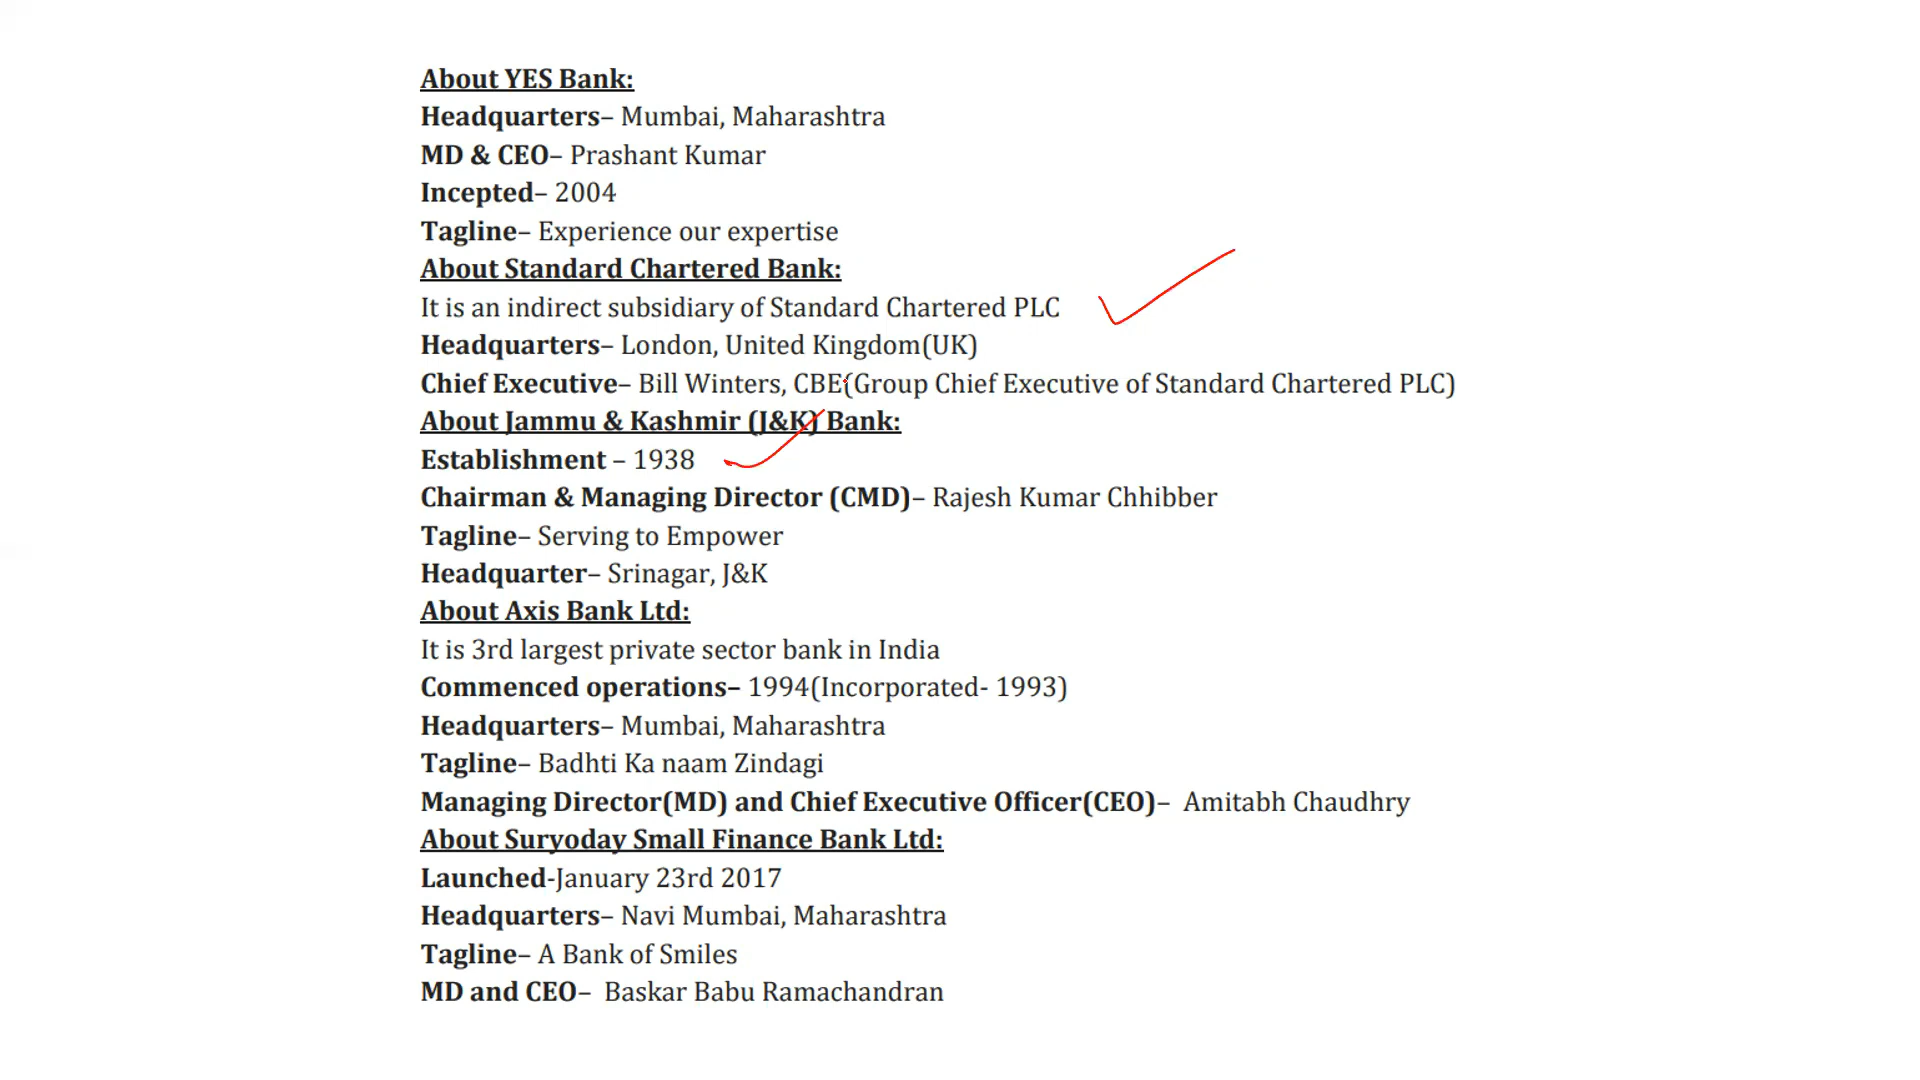 About YES Bank:
Headquarters– Mumbai, Maharashtra
MD & CEO– Prashant Kumar
Incepted– 2004
Tagline– Experience our expertise
About Standard Chartered Bank:
It is an indirect subsidiary of Standard Chartered PLC
Headquarters– London, United Kingdom(UK)
Chief Executive– Bill Winters, CBE(Group Chief Executive of Standard Chartered PLC)
About Jammu & Kashmir (J&K) Bank:
Establishment – 1938
Chairman & Managing Director (CMD)– Rajesh Kumar Chhibber
Tagline– Serving to Empower
Headquarter– Srinagar, J&K
About Axis Bank Ltd:
It is 3rd largest private sector bank in India
Commenced operations– 1994(Incorporated- 1993)
Headquarters– Mumbai, Maharashtra
Tagline– Badhti Ka naam Zindagi
Managing Director(MD) and Chief Executive Officer(CEO)– Amitabh Chaudhry
About Suryoday Small Finance Bank Ltd:
Launched-January 23rd 2017
Headquarters– Navi Mumbai, Maharashtra
Tagline– A Bank of Smiles
MD and CEO– Baskar Babu Ramachandran